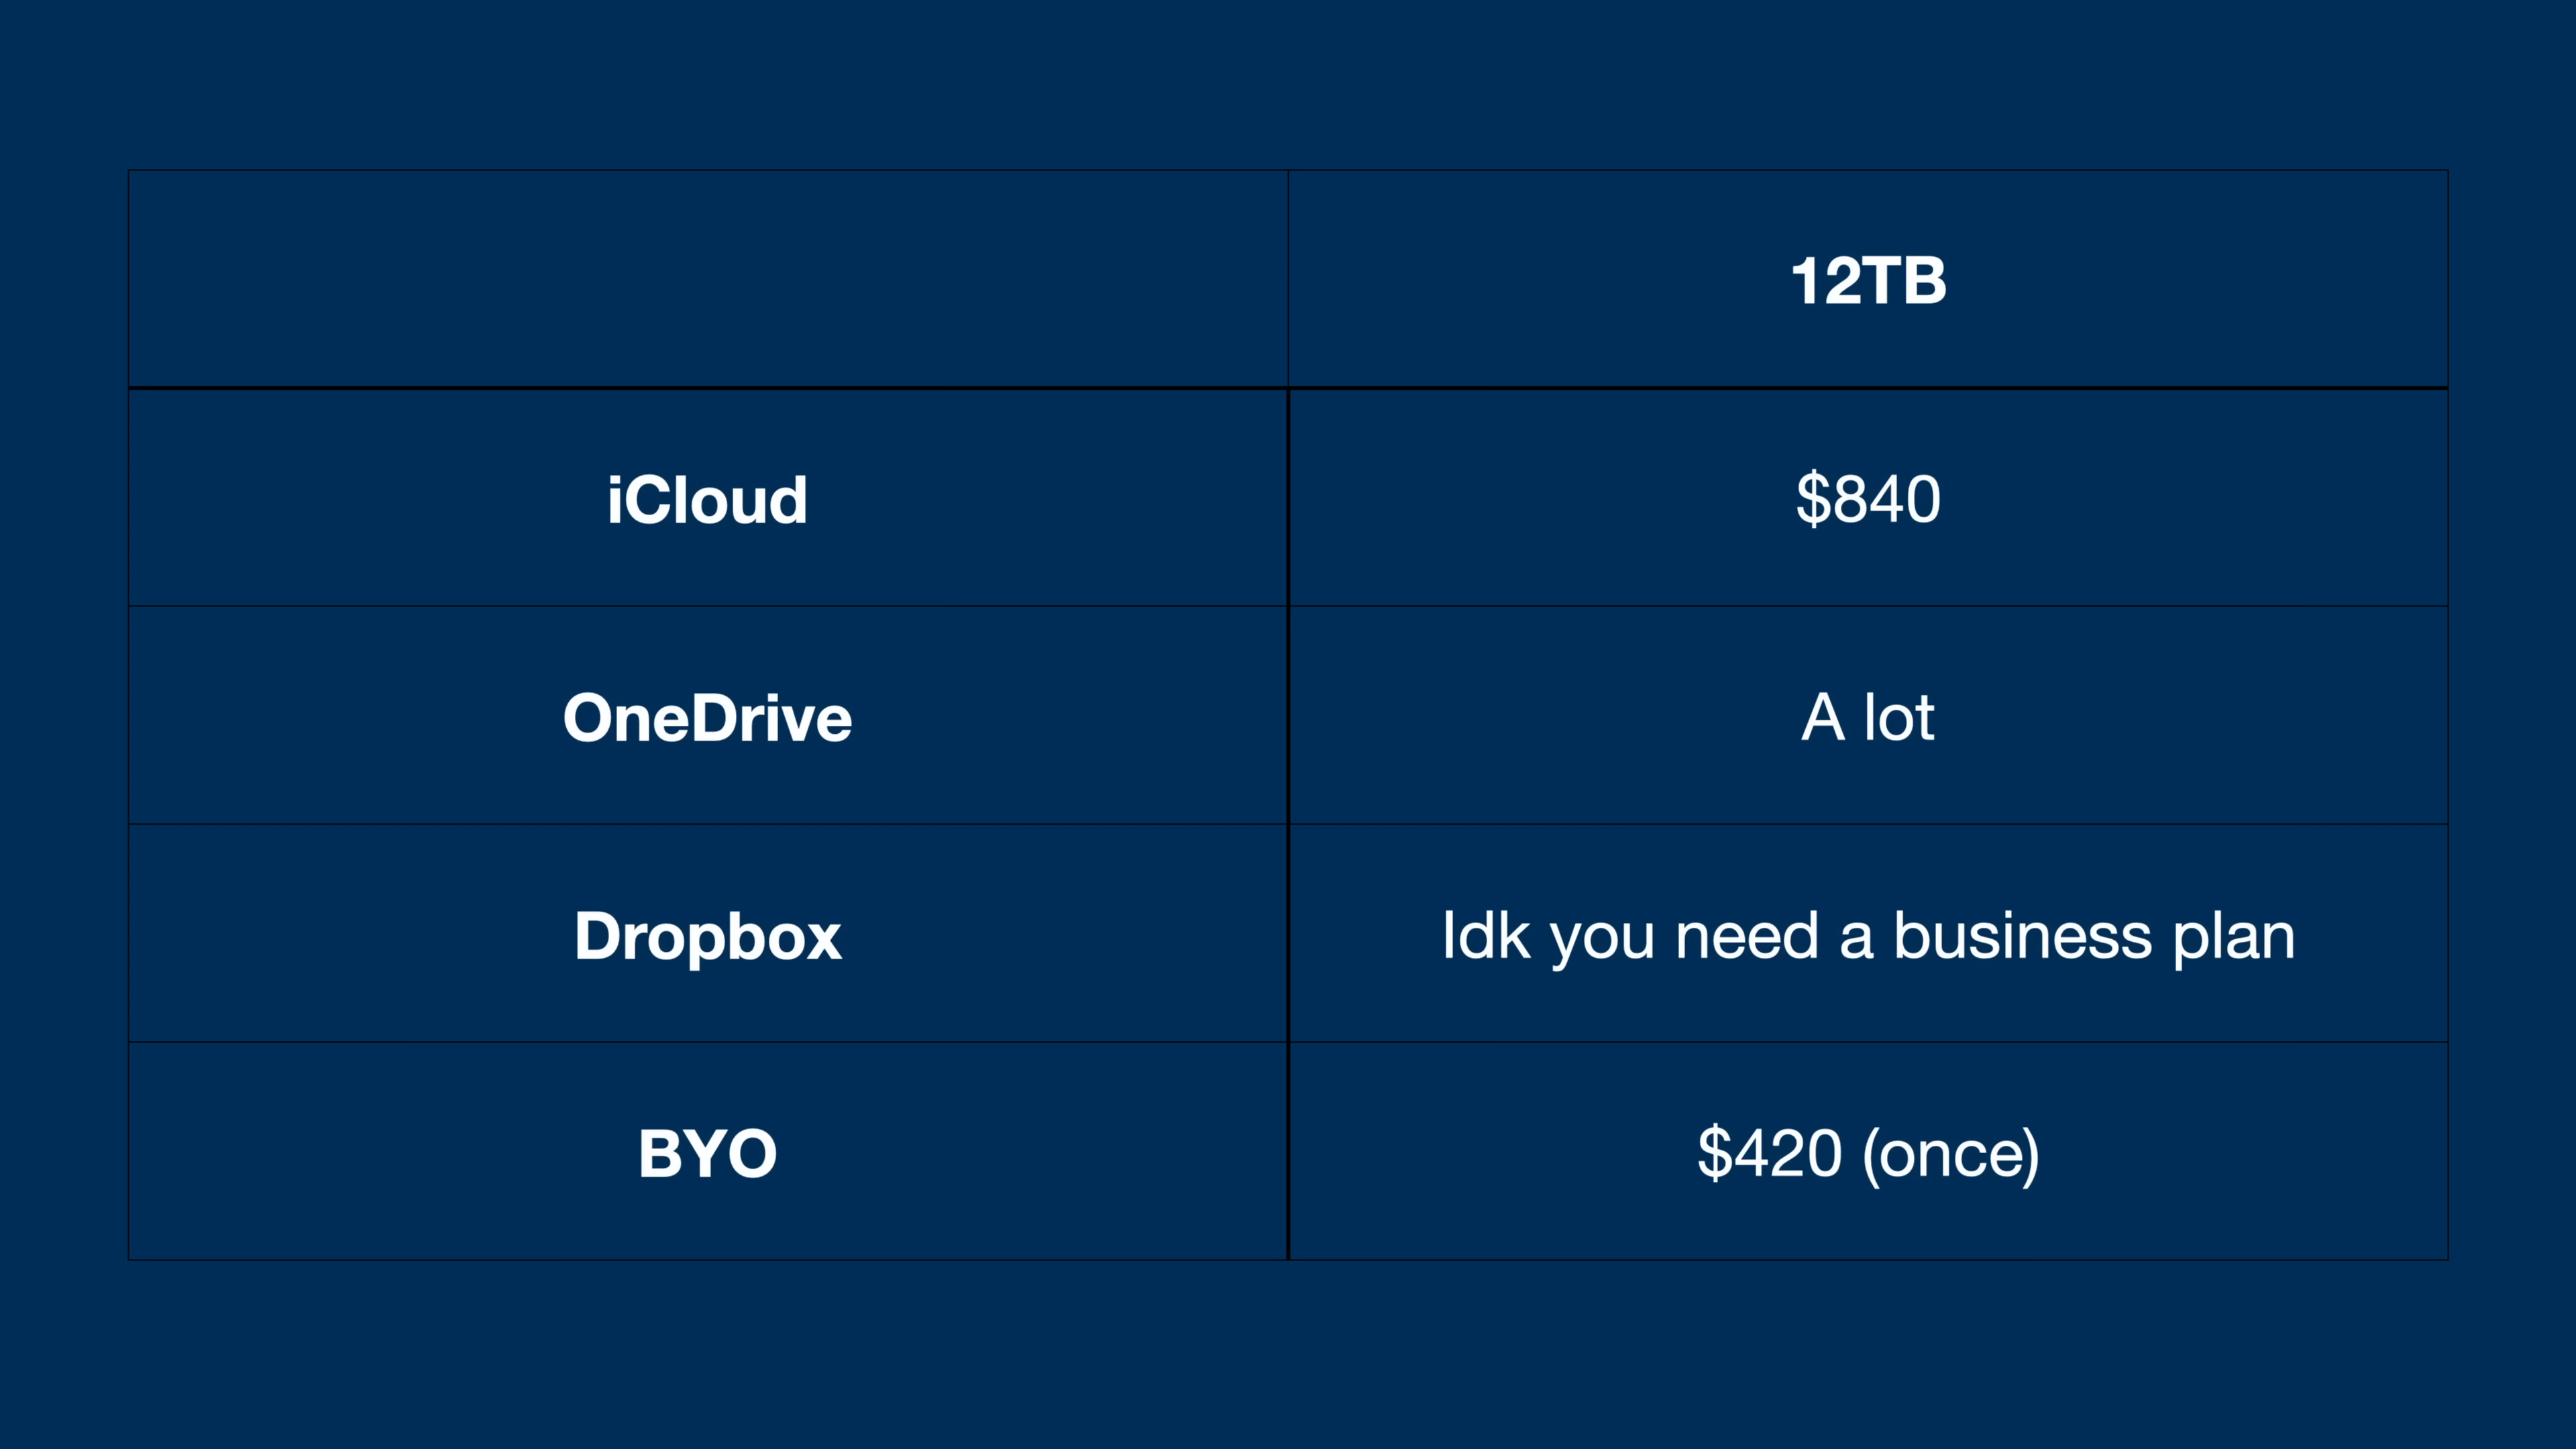 12TB
iCloud $840
OneDrive A lot
Dropbox Idk you need a business plan
BYO $420 (once)